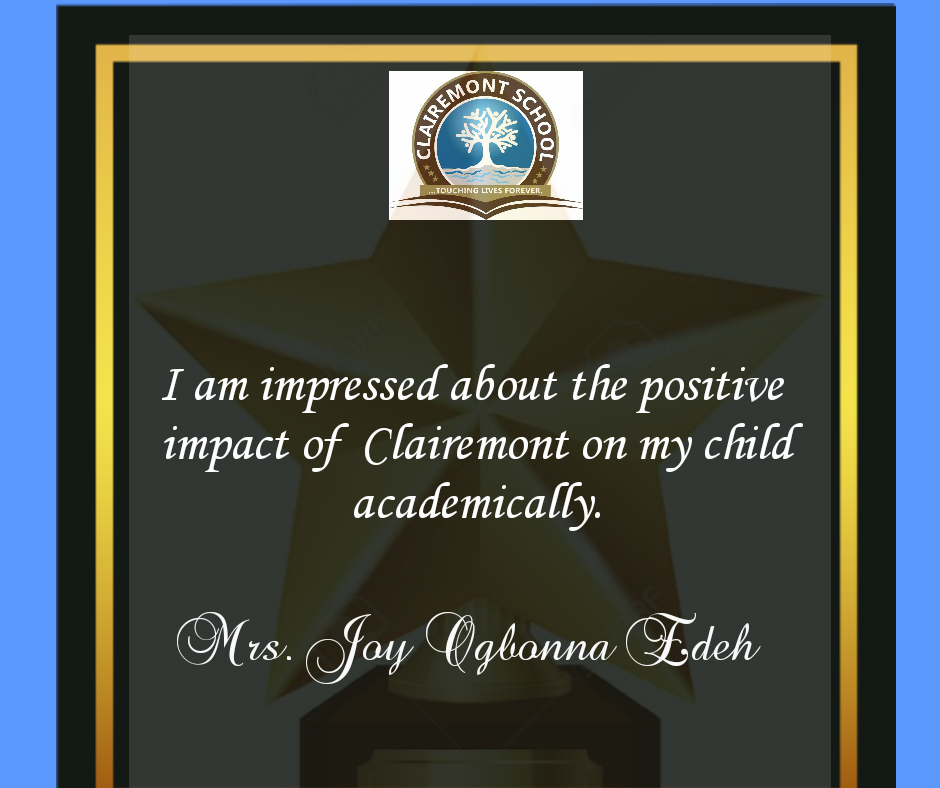 CLAIREMONT SCHOOL
...TOUCHING LIVES FOREVER.
I am impressed about the positive
impact of Clairemont on my child
academically.
Mrs. Joy Ogbonna Edeh